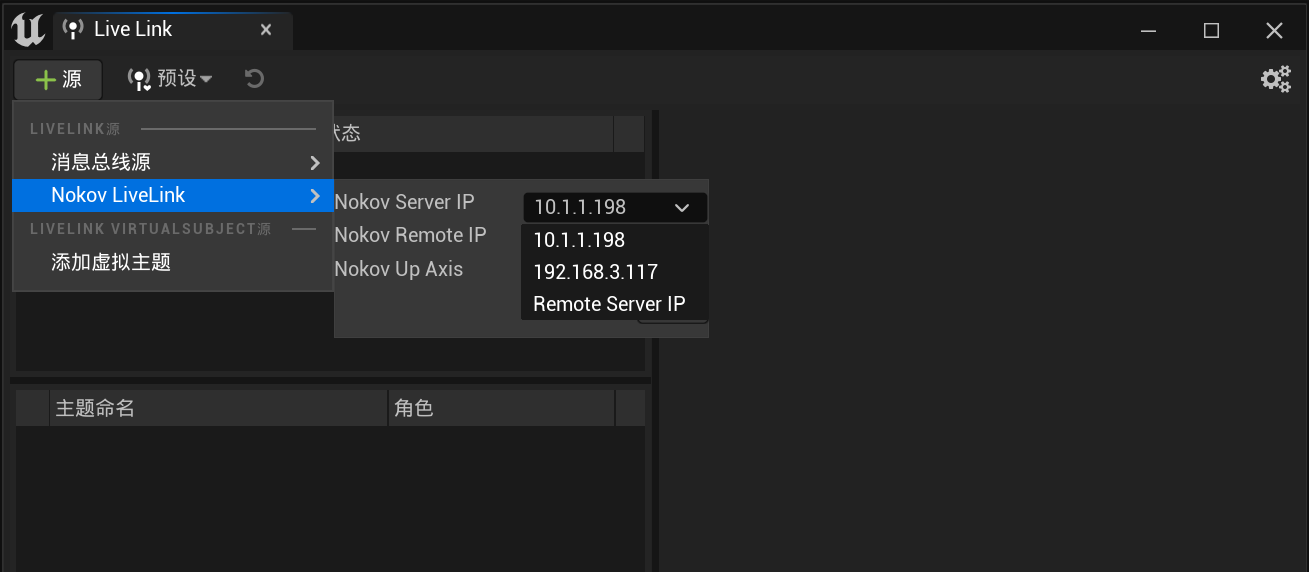 Live Link
源
预设
LIVELINK源
状态
消息总线源
Nokov LiveLink
LIVELINK VIRTUALSUBJECT源
添加虚拟主题
Nokov Server IP
10.1.1.198
Nokov Remote IP
10.1.1.198
Nokov Up Axis
192.168.3.117
Remote Server IP
主题命名
角色